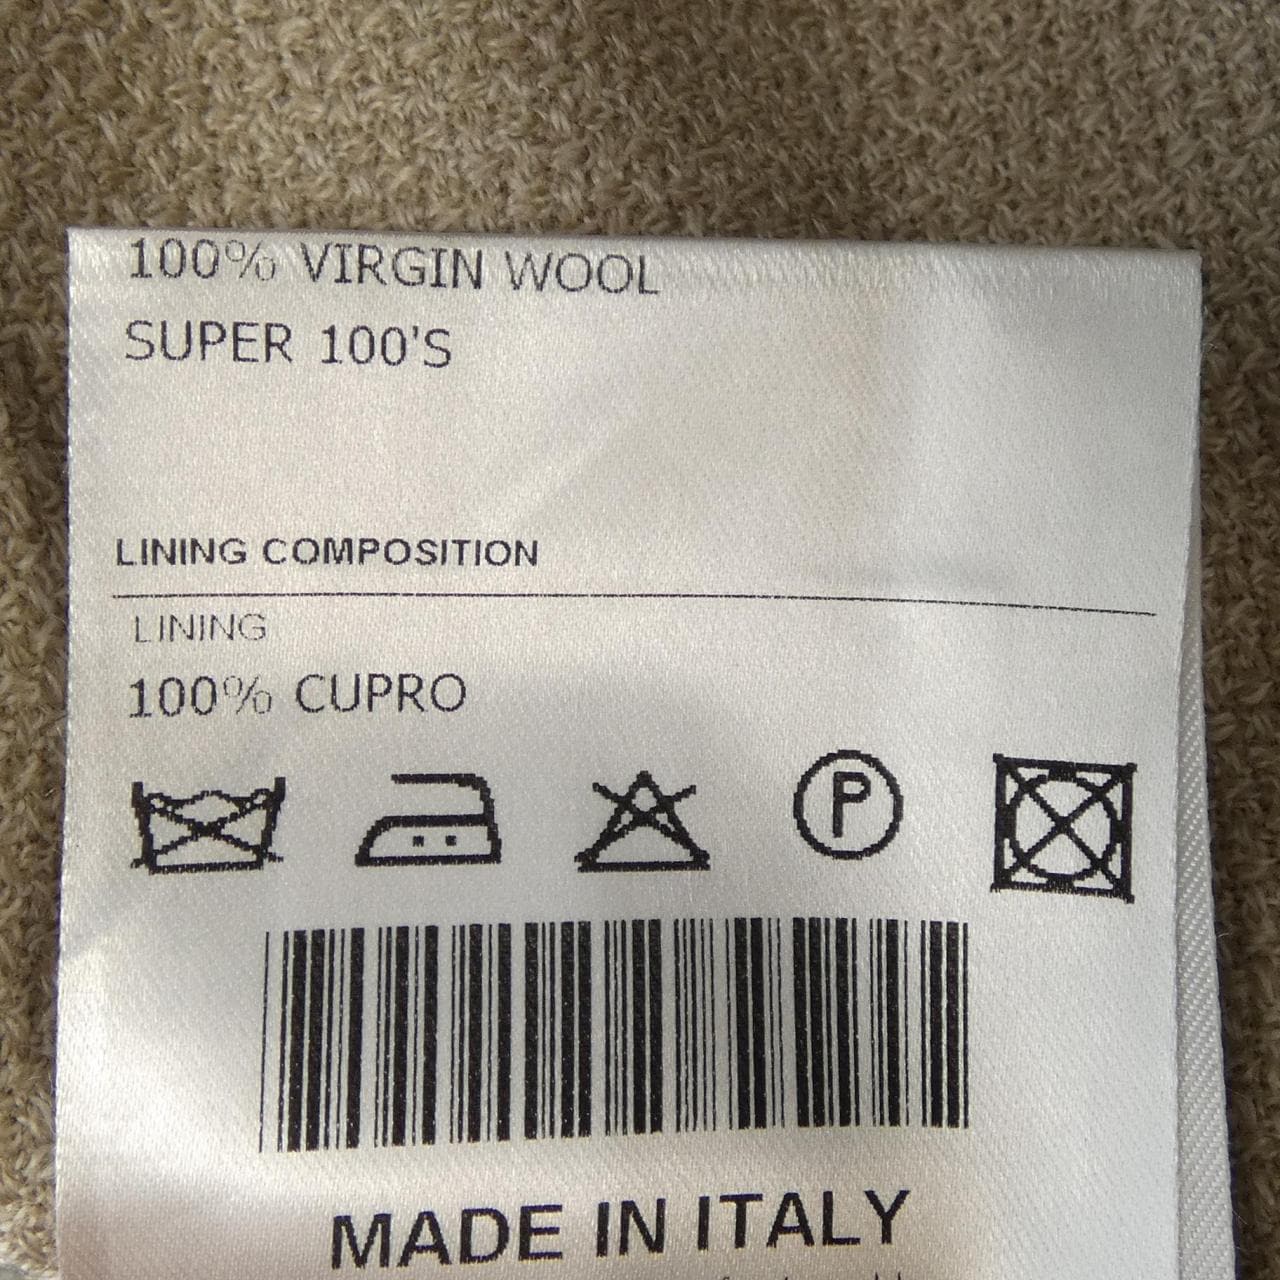 100% VIRGIN WOOL
SUPER 100'S
LINING COMPOSITION
LINING
100% CUPRO
P
MADE IN ITALY